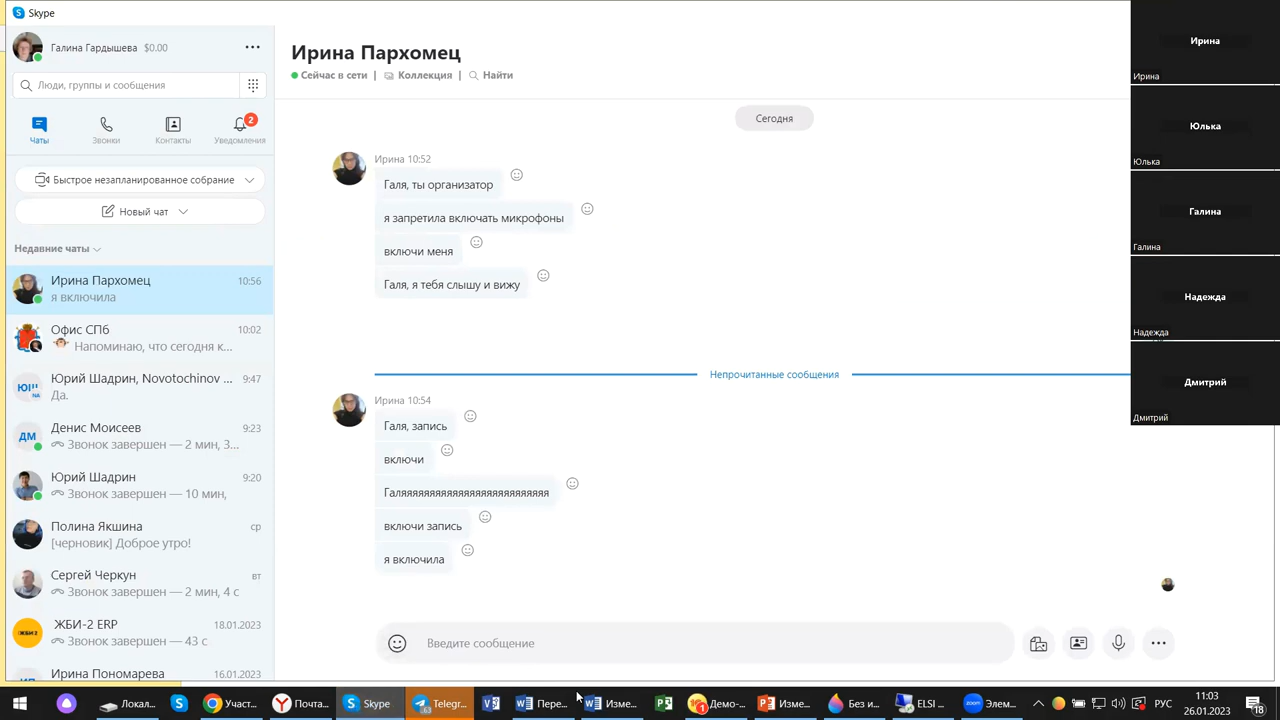 Skype
Галина Гардышева $0.00
Люди, группы и сообщения
Чаты
Звонки
Контакты
2
Уведомления
Быстрое незапланированное собрание
Новый чат
Недавние чаты
Ирина Пархомец 10:56
я включила
Офис СПб 10:02
Напоминаю, что сегодня к...
Юрий Шадрин, Novotochinov ... 9:47
Да.
ДМ
Денис Моисеев 9:23
Звонок завершен — 2 мин, 3...
Юрий Шадрин 9:20
Звонок завершен — 10 мин,
Полина Якшина ср
[черновик] Доброе утро!
Сергей Черкун вт
Звонок завершен — 2 мин, 4 с
ЖБИ-2
ЖБИ-2 ERP 18.01.2023
Звонок завершен — 43 с
Ирина Пономарева 16.01.2023
Ирина Пархомец
Сейчас в сети | Коллекция | Найти
Сегодня
Ирина 10:52
Галя, ты организатор
я запретила включать микрофоны
включи меня
Галя, я тебя слышу и вижу
Непрочитанные сообщения
Ирина 10:54
Галя, запись
включи
Галяяяяяяяяяяяяяяяяяяяяяяяяяя
включи запись
я включила
Введите сообщение
Ирина
Ирина
Юлька
Юлька
Галина
Галина
Надежда
Надежда
Дмитрий
Дмитрий
Локал...
Участ...
Почта...
Skype
Telegr...
Пере...
Изме...
Демо-...
Изме...
Без и...
ELSI ...
Элем...
РУС
11:03
26.01.2023
18